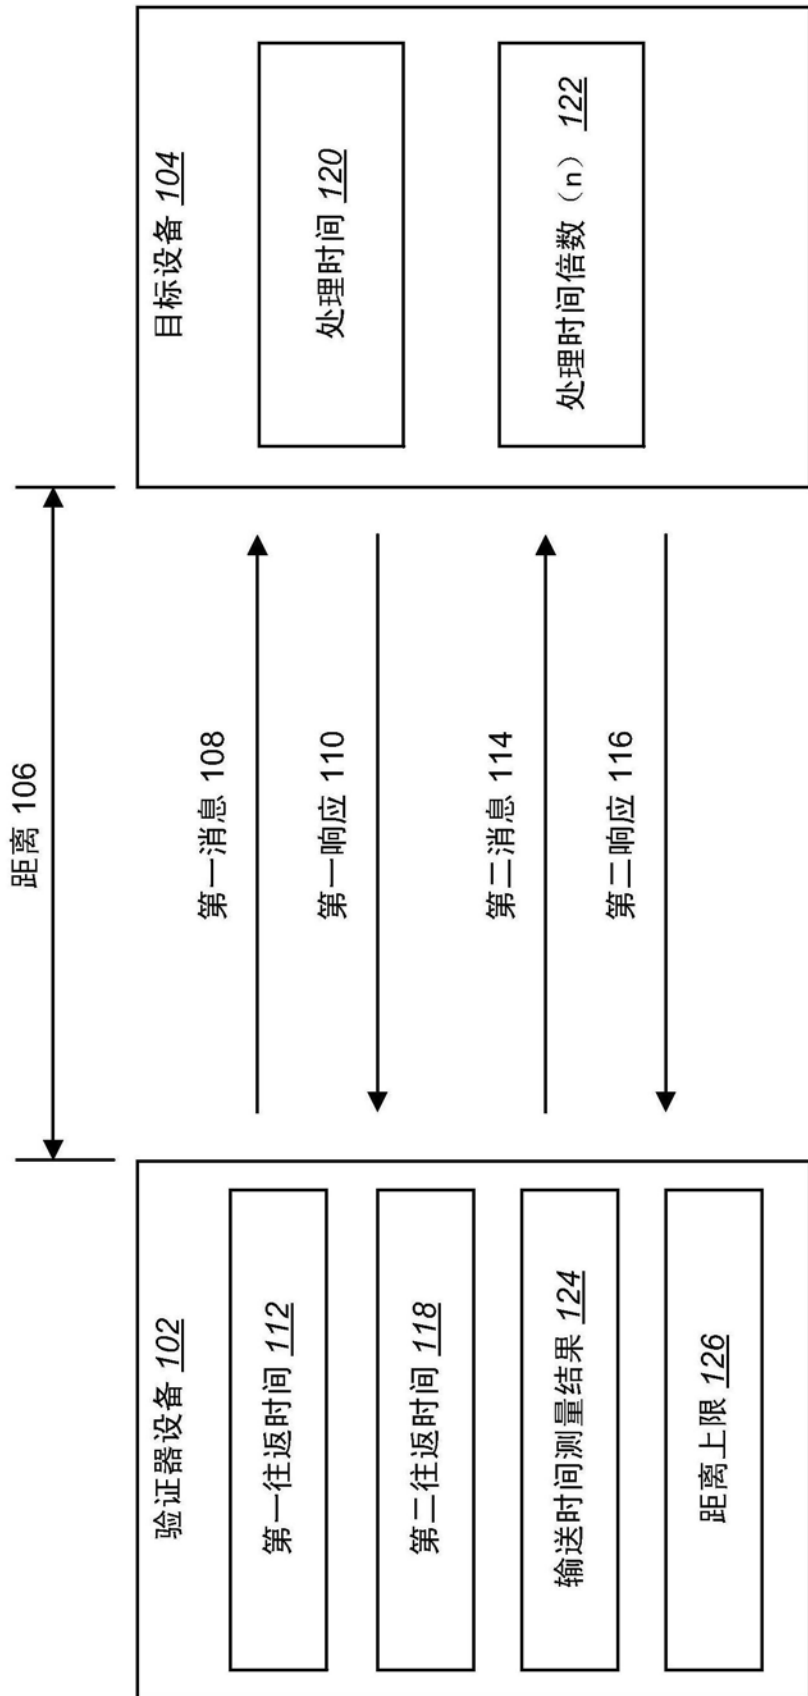 距离 106
验证器设备 102
第一往返时间 112
第二往返时间 118
输送时间测量结果 124
距离上限 126
第一消息 108
第一响应 110
第二消息 114
第二响应 116
目标设备 104
处理时间 120
处理时间倍数（n） 122